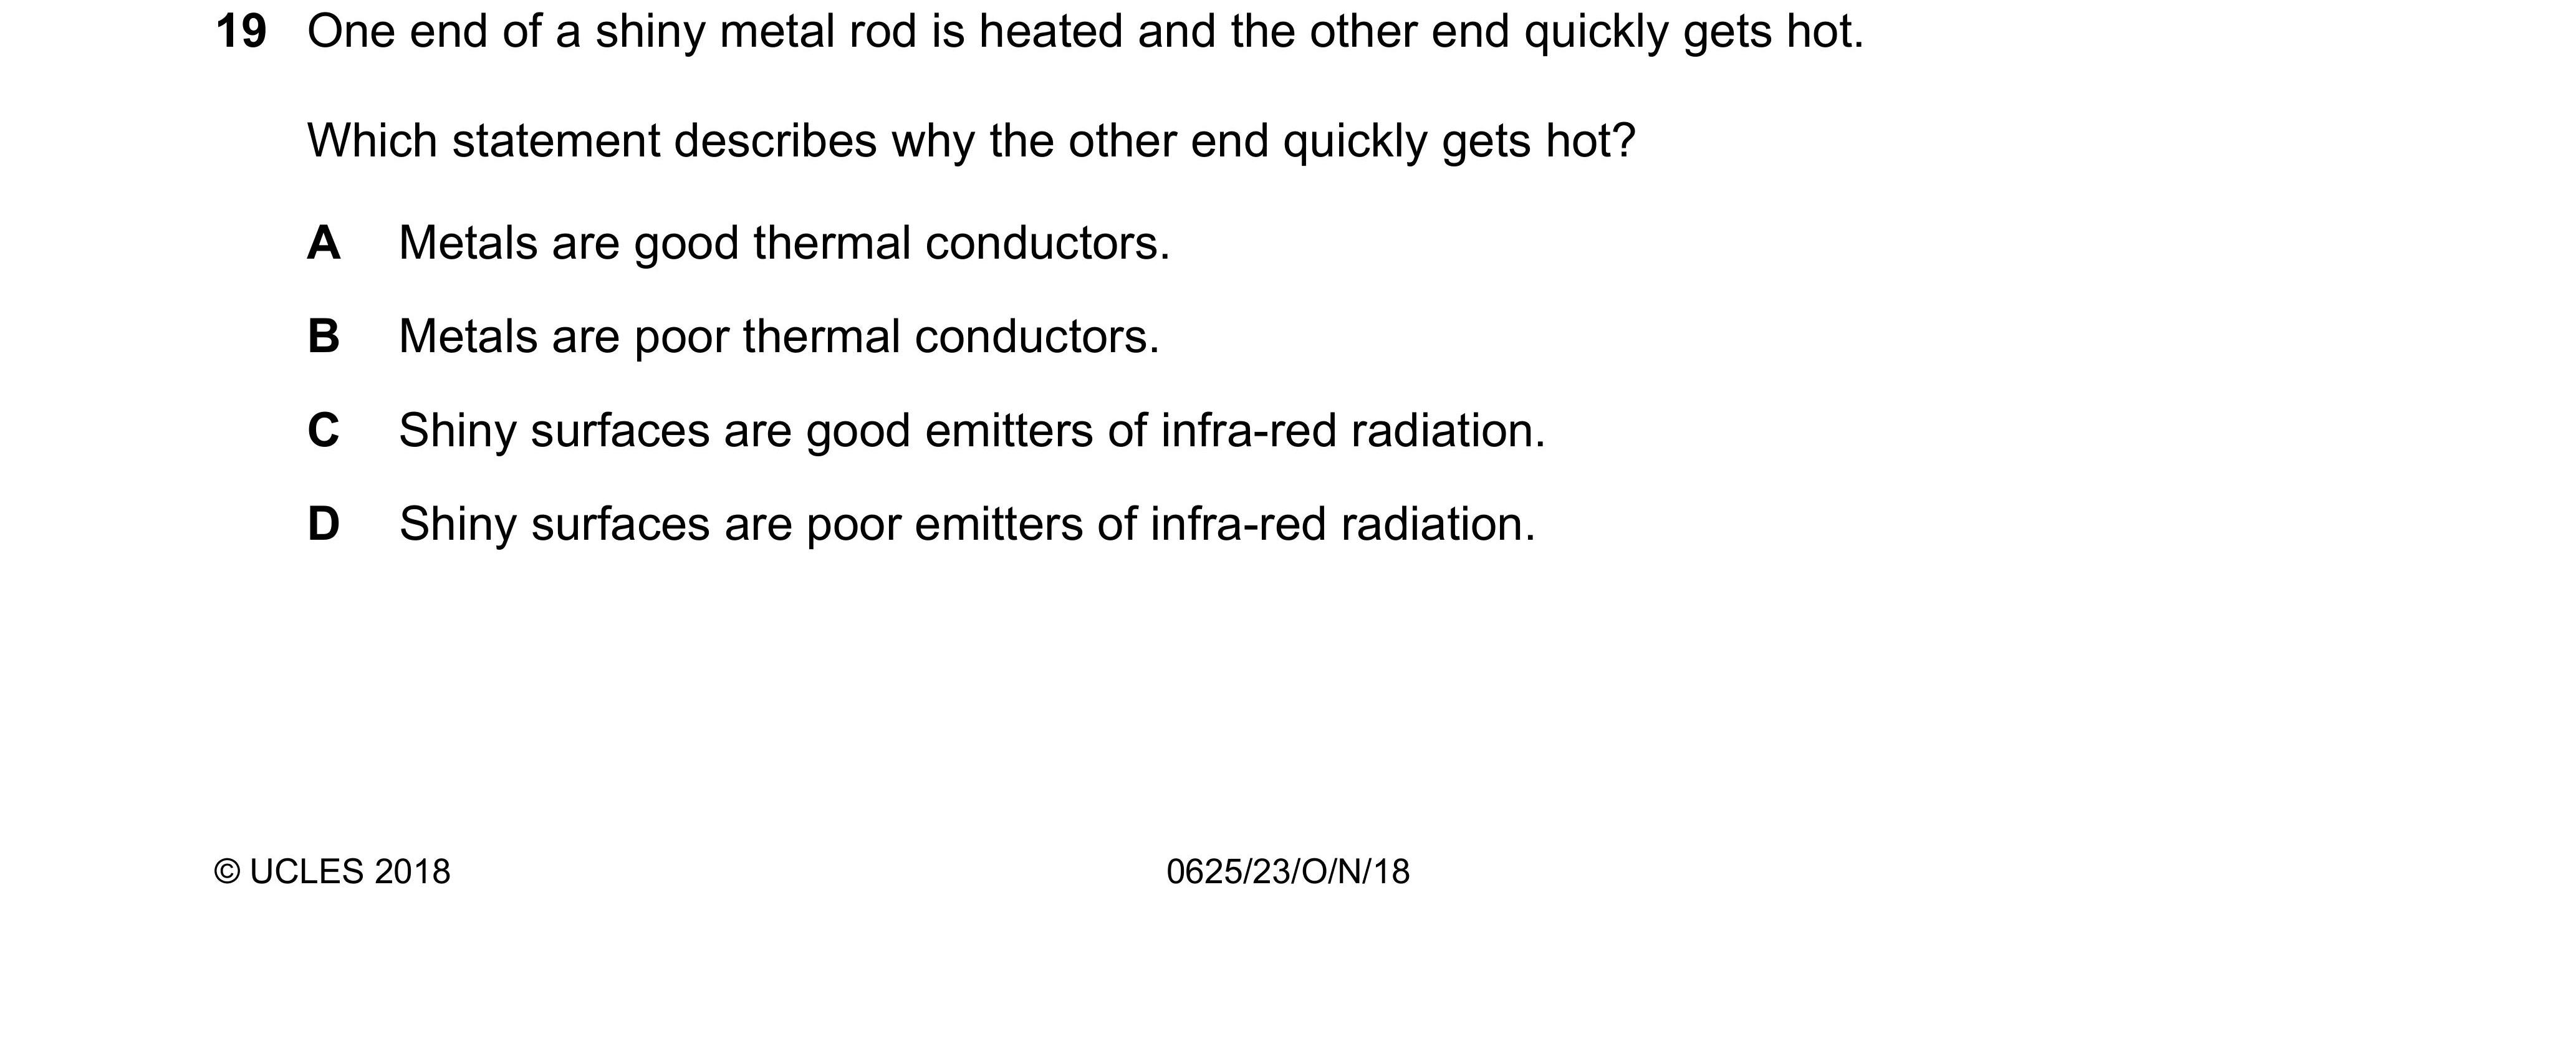 19 One end of a shiny metal rod is heated and the other end quickly gets hot.
Which statement describes why the other end quickly gets hot?
A Metals are good thermal conductors.
B Metals are poor thermal conductors.
C Shiny surfaces are good emitters of infra-red radiation.
D Shiny surfaces are poor emitters of infra-red radiation.
© UCLES 2018 0625/23/O/N/18